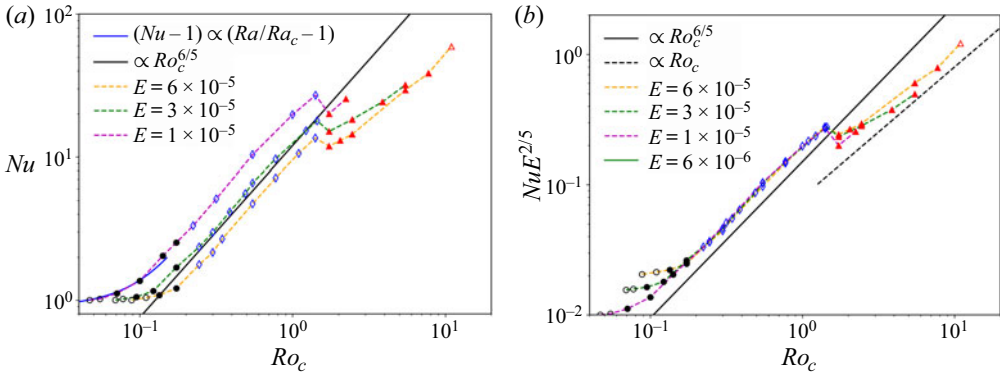 (a)
10²
(Nu – 1) ∝ (Ra/Ra_c – 1)
∝ Ro_c^{6/5}
E = 6 × 10⁻⁵
E = 3 × 10⁻⁵
E = 1 × 10⁻⁵
Nu
10¹
10⁰
10⁻¹ 10⁰ 10¹
Ro_c
(b)
∝ Ro_c^{6/5}
∝ Ro_c
E = 6 × 10⁻⁵
E = 3 × 10⁻⁵
E = 1 × 10⁻⁵
E = 6 × 10⁻⁶
NuE^{2/5}
10⁰
10⁻¹
10⁻²
10⁻¹ 10⁰ 10¹
Ro_c